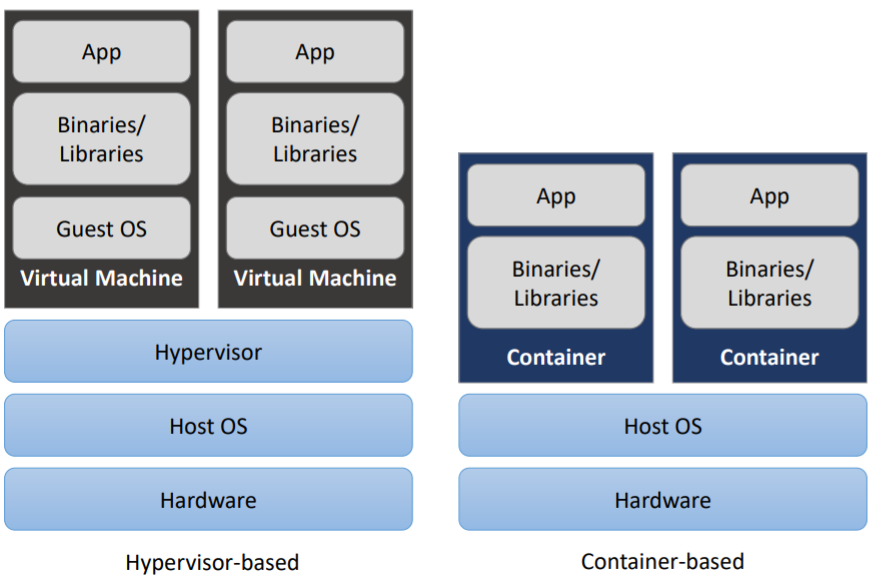 App
Binaries/
Libraries
Guest OS
Virtual Machine
App
Binaries/
Libraries
Guest OS
Virtual Machine
Hypervisor
Host OS
Hardware
Hypervisor-based
App
Binaries/
Libraries
Container
App
Binaries/
Libraries
Container
Host OS
Hardware
Container-based